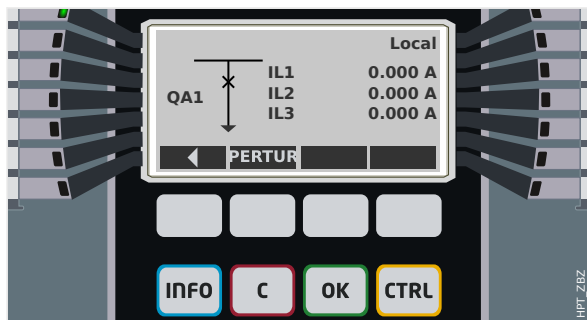 Local
IL1 0.000 A
QA1
IL2 0.000 A
IL3 0.000 A
PERTUR
INFO C OK CTRL
HPT_ZBZ